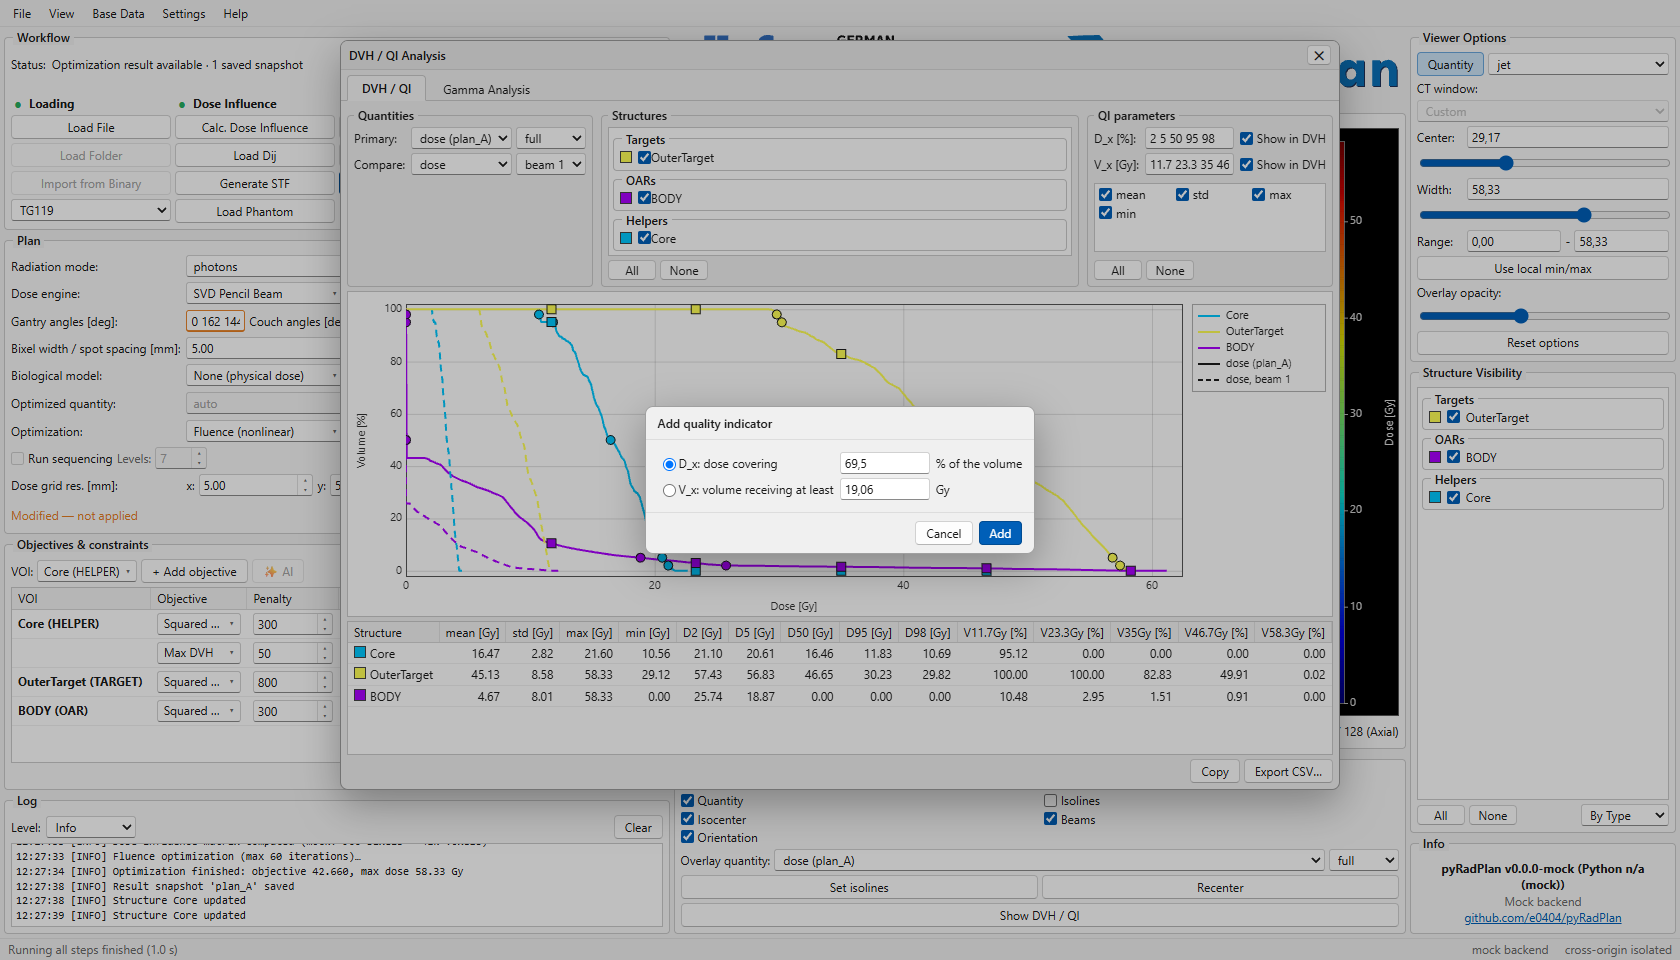 File View Base Data Settings Help
Workflow
Status: Optimization result available · 1 saved snapshot
Loading Dose Influence
Load File Calc. Dose Influence
Load Folder Load Dij
Import from Binary Generate STF
TG119 Load Phantom
Plan
Radiation mode: photons
Dose engine: SVD Pencil Beam
Gantry angles [deg]: 0 162 144 Couch angles [de
Bixel width / spot spacing [mm]: 5.00
Biological model: None (physical dose)
Optimized quantity: auto
Optimization: Fluence (nonlinear)
Run sequencing Levels: 7
Dose grid res. [mm]: x: 5.00 y: 5
Modified — not applied
Objectives & constraints
VOI: Core (HELPER) + Add objective ✨ AI
VOI Objective Penalty
Core (HELPER) Squared ... 300
Max DVH 50
OuterTarget (TARGET) Squared ... 800
BODY (OAR) Squared ... 300
Log
Level: Info Clear
12:27:33 [INFO] Fluence optimization (max 60 iterations)…
12:27:34 [INFO] Optimization finished: objective 42.660, max dose 58.33 Gy
12:27:38 [INFO] Result snapshot 'plan_A' saved
12:27:38 [INFO] Structure Core updated
12:27:39 [INFO] Structure Core updated
Running all steps finished (1.0 s)
GERMAN
an
DVH / QI Analysis
DVH / QI Gamma Analysis
Quantities
Primary: dose (plan_A) full
Compare: dose beam 1
Structures
Targets
OuterTarget
OARs
BODY
Helpers
Core
All None
QI parameters
D_x [%]: 2 5 50 95 98 Show in DVH
V_x [Gy]: 11.7 23.3 35 46 Show in DVH
mean std max
min
All None
Volume [%]
100
80
60
40
20
0
0 20 40 60
Dose [Gy]
Core
OuterTarget
BODY
dose (plan_A)
dose, beam 1
Add quality indicator
D_x: dose covering 69,5 % of the volume
V_x: volume receiving at least 19,06 Gy
Cancel Add
Structure mean [Gy] std [Gy] max [Gy] min [Gy] D2 [Gy] D5 [Gy] D50 [Gy] D95 [Gy] D98 [Gy] V11.7Gy [%] V23.3Gy [%] V35Gy [%] V46.7Gy [%] V58.3Gy [%]
Core 16.47 2.82 21.60 10.56 21.10 20.61 16.46 11.83 10.69 95.12 0.00 0.00 0.00 0.00
OuterTarget 45.13 8.58 58.33 29.12 57.43 56.83 46.65 30.23 29.82 100.00 100.00 82.83 49.91 0.02
BODY 4.67 8.01 58.33 0.00 25.74 18.87 0.00 0.00 0.00 10.48 2.95 1.51 0.91 0.00
Copy Export CSV...
50
40
30
20
10
0
Dose [Gy]
128 (Axial)
Quantity Isolines
Isocenter Beams
Orientation
Overlay quantity: dose (plan_A) full
Set isolines Recenter
Show DVH / QI
Viewer Options
Quantity jet
CT window:
Custom
Center: 29,17
Width: 58,33
Range: 0,00 - 58,33
Use local min/max
Overlay opacity:
Reset options
Structure Visibility
Targets
OuterTarget
OARs
BODY
Helpers
Core
All None By Type
Info
pyRadPlan v0.0.0-mock (Python n/a
(mock))
Mock backend
github.com/e0404/pyRadPlan
mock backend cross-origin isolated